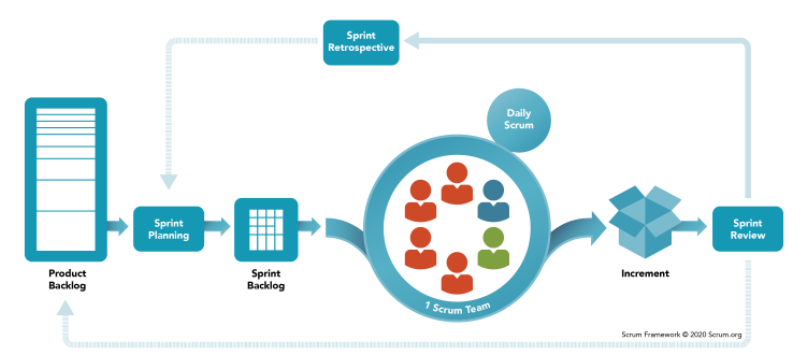 Sprint
Retrospective
Daily
Scrum
Sprint
Planning
Sprint
Review
Product
Backlog
Sprint
Backlog
1 Scrum Team
Increment
Scrum Framework © 2020 Scrum.org